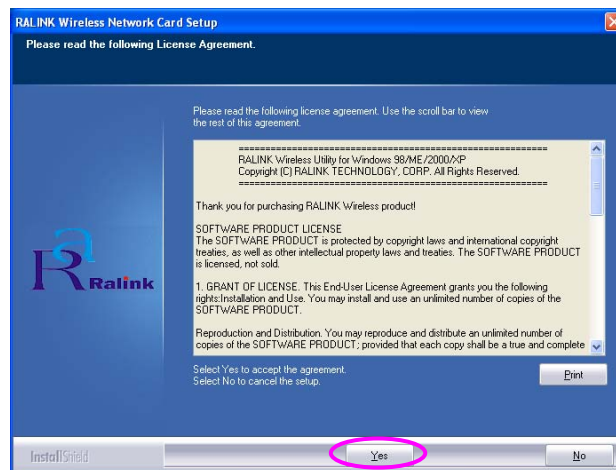 RALINK Wireless Network Card Setup
Please read the following License Agreement.
Please read the following license agreement. Use the scroll bar to view
the rest of this agreement.
============================================================
RALINK Wireless Utility for Windows 98/ME/2000/XP
Copyright (C) RALINK TECHNOLOGY, CORP. All Rights Reserved.
============================================================
Thank you for purchasing RALINK Wireless product!
SOFTWARE PRODUCT LICENSE
The SOFTWARE PRODUCT is protected by copyright laws and international copyright
treaties, as well as other intellectual property laws and treaties. The SOFTWARE PRODUCT
is licensed, not sold.
1. GRANT OF LICENSE. This End-User License Agreement grants you the following
rights:Installation and Use. You may install and use an unlimited number of copies of the
SOFTWARE PRODUCT.
Reproduction and Distribution. You may reproduce and distribute an unlimited number of
copies of the SOFTWARE PRODUCT; provided that each copy shall be a true and complete
Ralink
Select Yes to accept the agreement.
Select No to cancel the setup.
Print
InstallShield
Yes
No